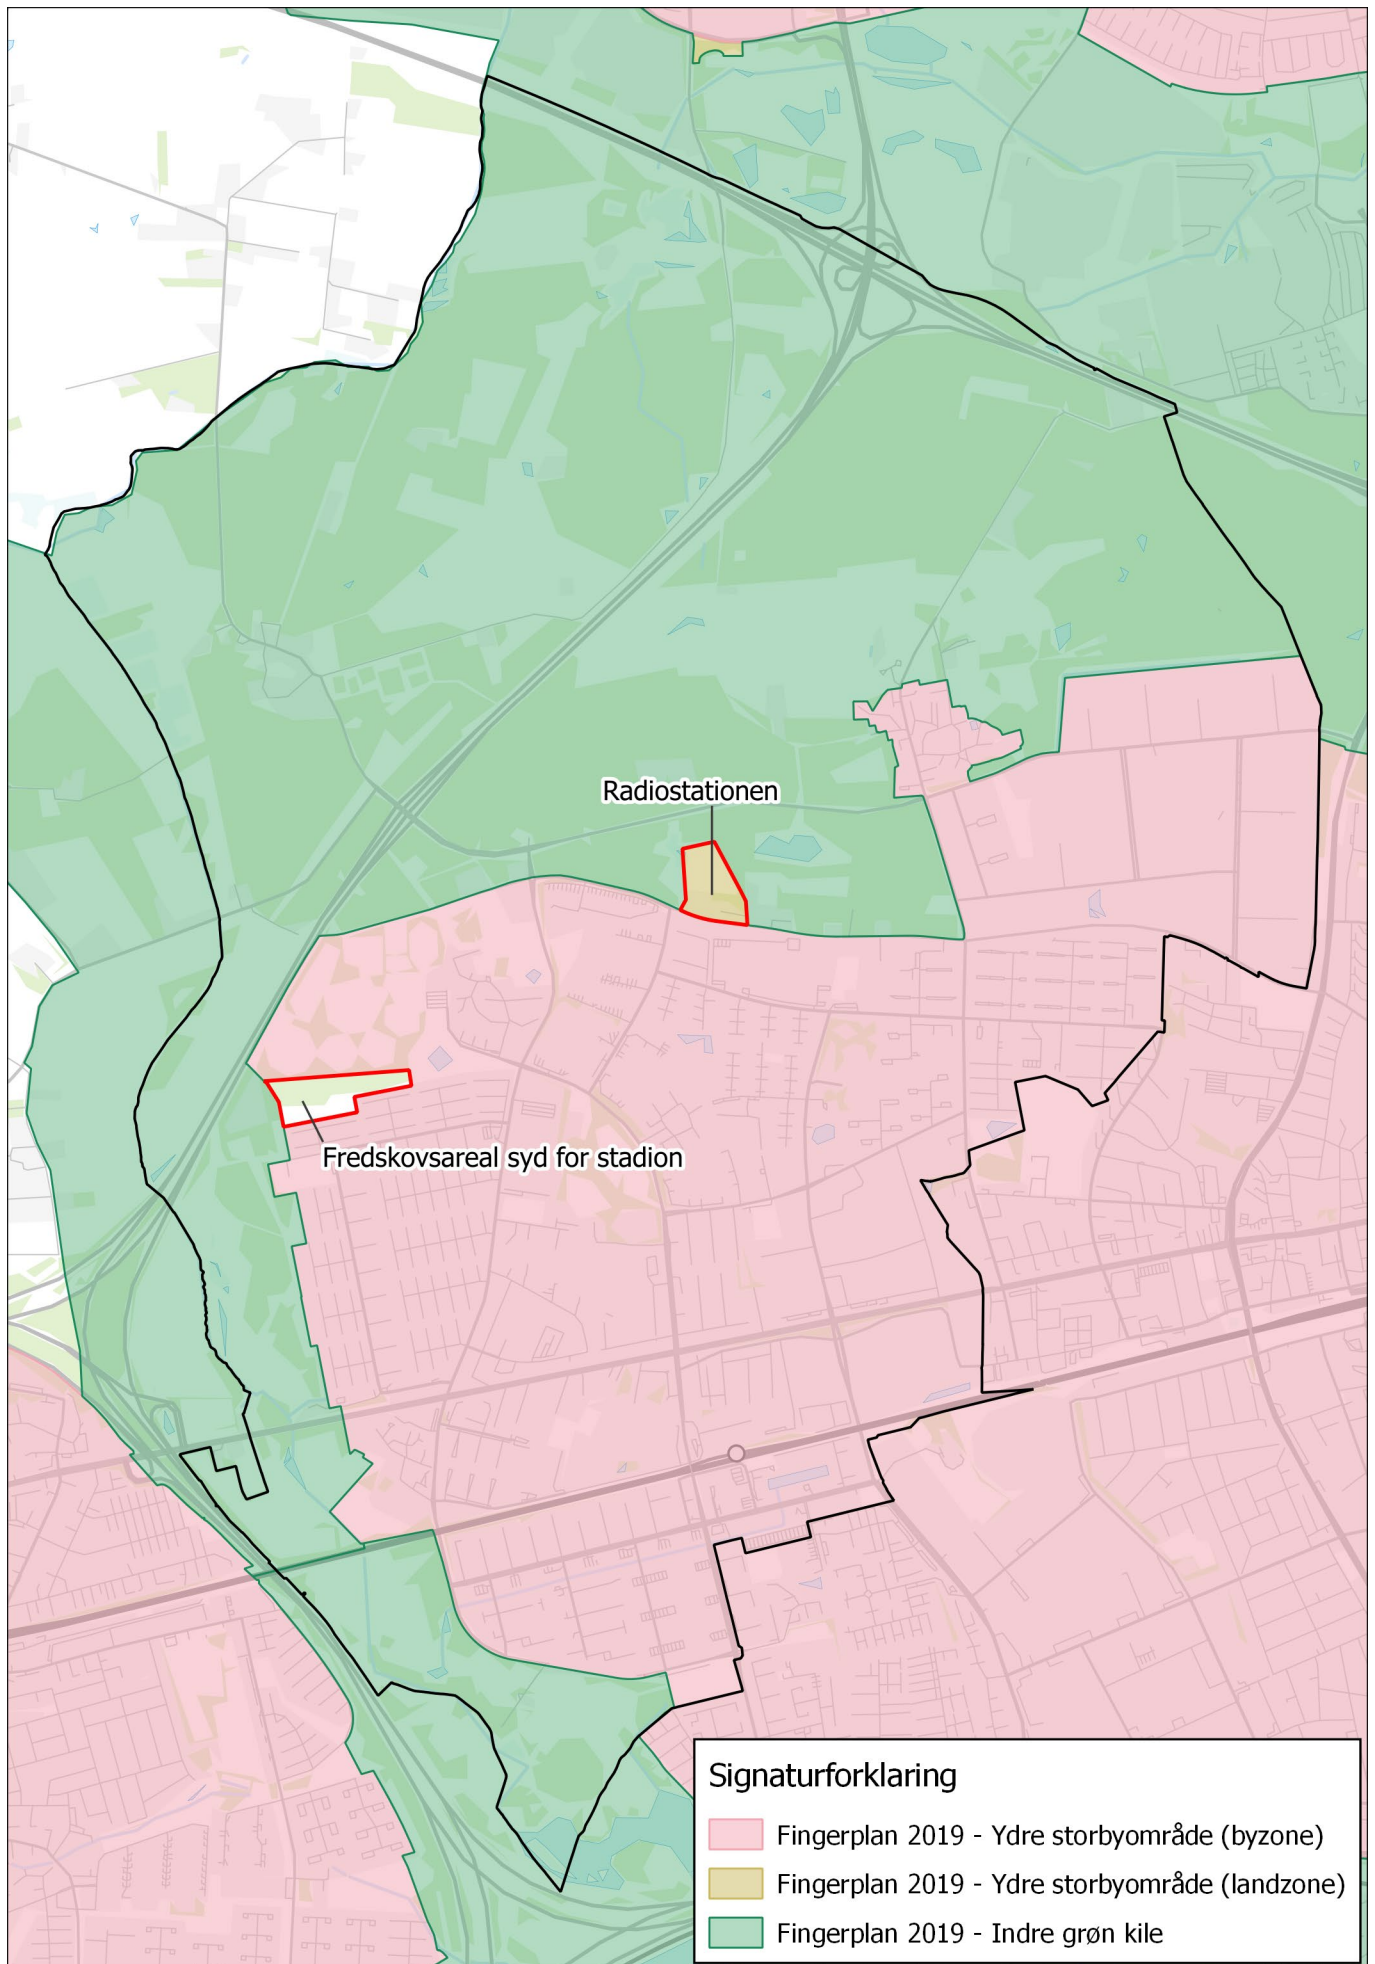 Radiostationen
Fredskovsareal syd for stadion
Signaturforklaring
Fingerplan 2019 - Ydre storbyområde (byzone)
Fingerplan 2019 - Ydre storbyområde (landzone)
Fingerplan 2019 - Indre grøn kile